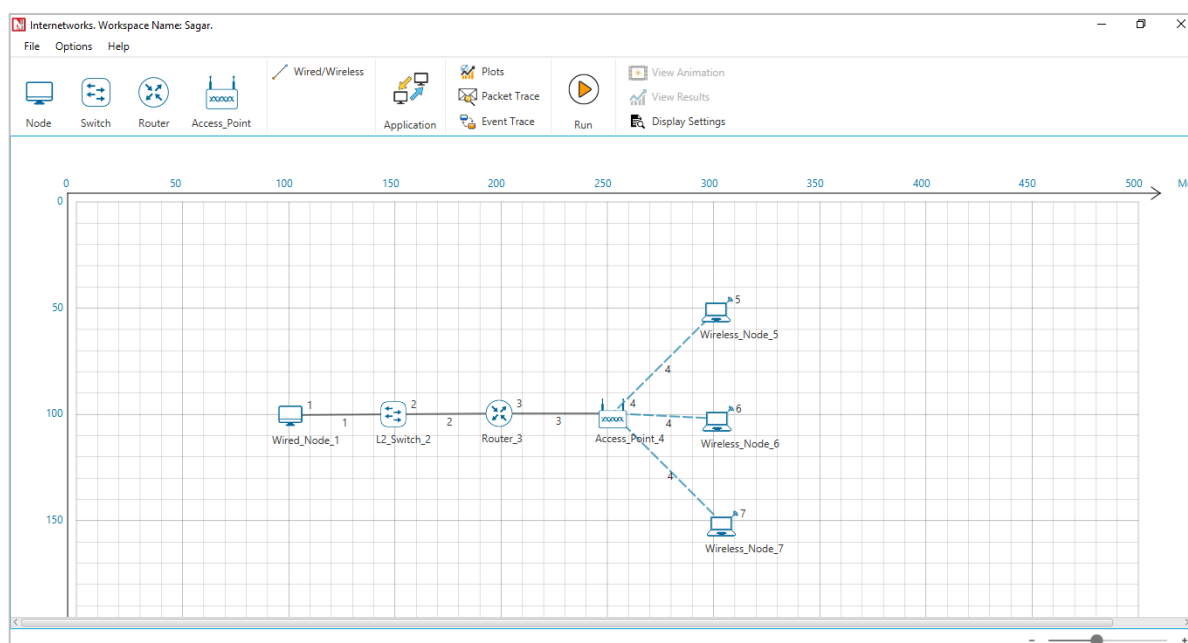 Internetworks. Workspace Name: Sagar.
File Options Help
Node
Switch
Router
Access_Point
Wired/Wireless
Application
Plots
Packet Trace
Event Trace
Run
View Animation
View Results
Display Settings
0 50 100 150 200 250 300 350 400 450 500 M
0
50
100
150
1
Wired_Node_1
1
2
L2_Switch_2
2
3
Router_3
3
4
Access_Point_4
4
5
Wireless_Node_5
4
6
Wireless_Node_6
4
7
Wireless_Node_7